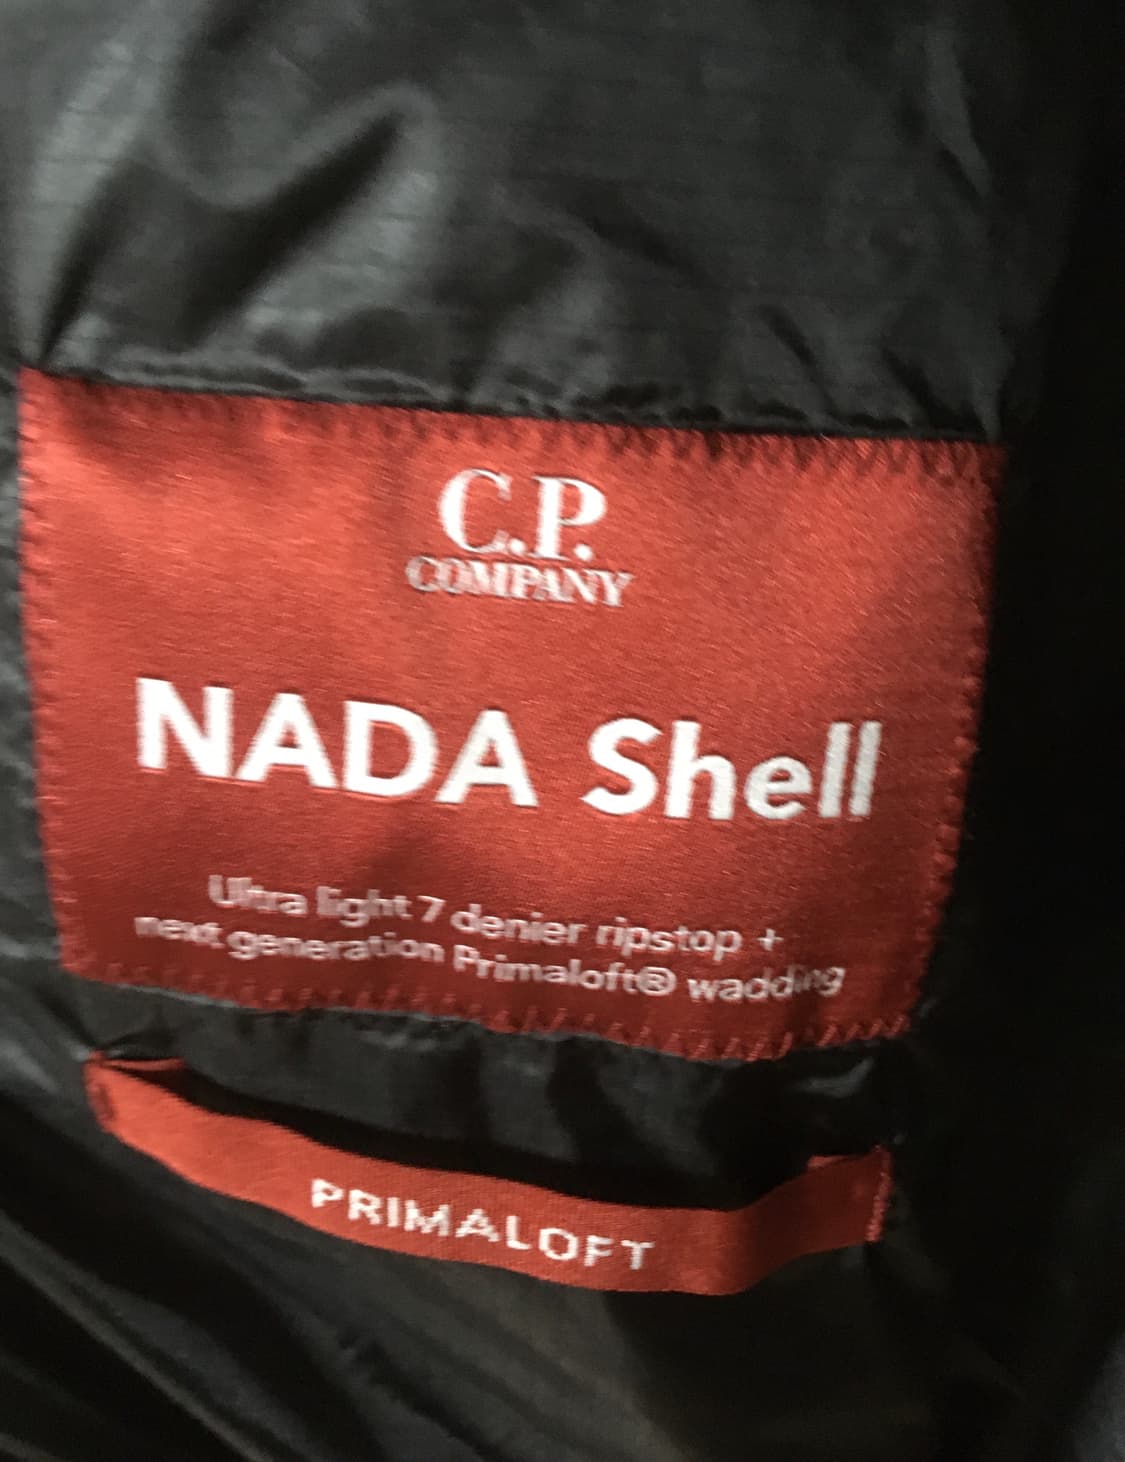 C.P.
COMPANY
NADA Shell
Ultra light 7 denier ripstop +
next generation Primaloft® wadding
PRIMALOFT